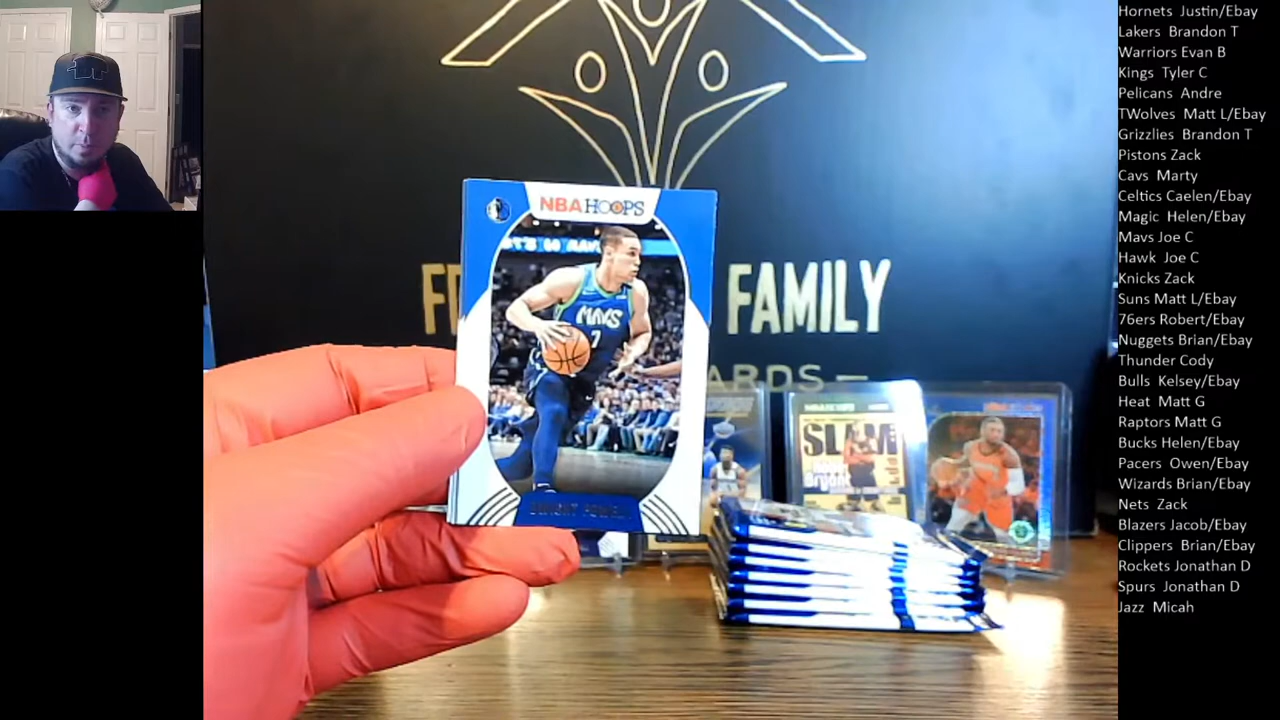 Hornets Justin/Ebay
Lakers Brandon T
Warriors Evan B
Kings Tyler C
Pelicans Andre
TWolves Matt L/Ebay
Grizzlies Brandon T
Pistons Zack
Cavs Marty
Celtics Caelen/Ebay
Magic Helen/Ebay
Mavs Joe C
Hawk Joe C
Knicks Zack
Suns Matt L/Ebay
76ers Robert/Ebay
Nuggets Brian/Ebay
Thunder Cody
Bulls Kelsey/Ebay
Heat Matt G
Raptors Matt G
Bucks Helen/Ebay
Pacers Owen/Ebay
Wizards Brian/Ebay
Nets Zack
Blazers Jacob/Ebay
Clippers Brian/Ebay
Rockets Jonathan D
Spurs Jonathan D
Jazz Micah
NBA HOOPS
MAVS
7
DWIGHT POWELL
FAMILY
SLAM
Bryant